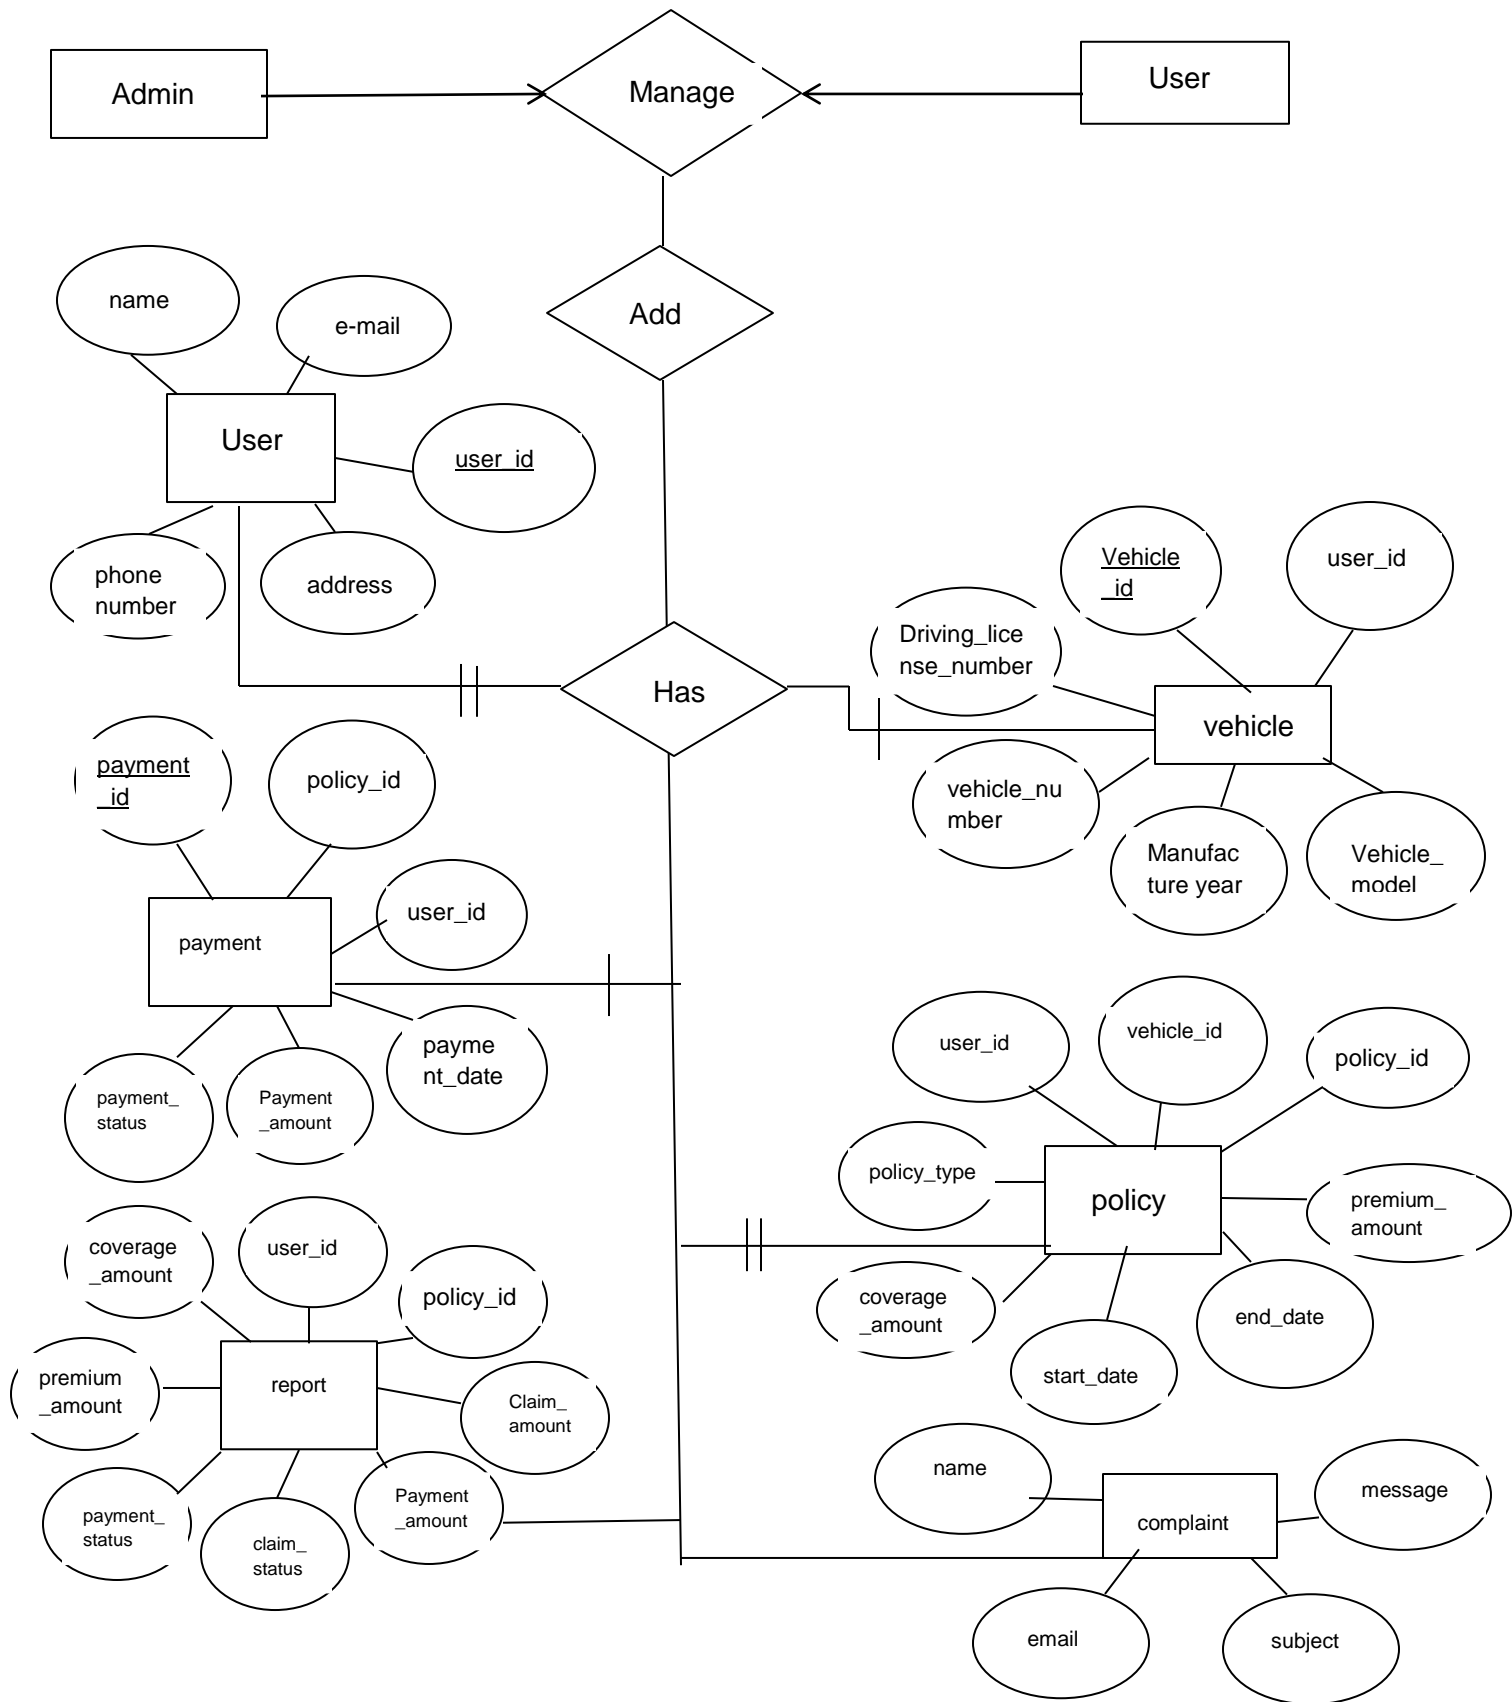 Admin
Manage
User
Add
name
e-mail
User
user_id
phone
number
address
Has
Vehicle
_id
user_id
Driving_lice
nse_number
vehicle
vehicle_nu
mber
Manufac
ture year
Vehicle_
model
payment
_id
policy_id
user_id
payment
payme
nt_date
payment_
status
Payment
_amount
user_id
vehicle_id
policy_id
policy_type
policy
premium_
amount
coverage
_amount
start_date
end_date
coverage
_amount
user_id
policy_id
premium
_amount
report
Claim_
amount
payment_
status
claim_
status
Payment
_amount
name
message
complaint
email
subject